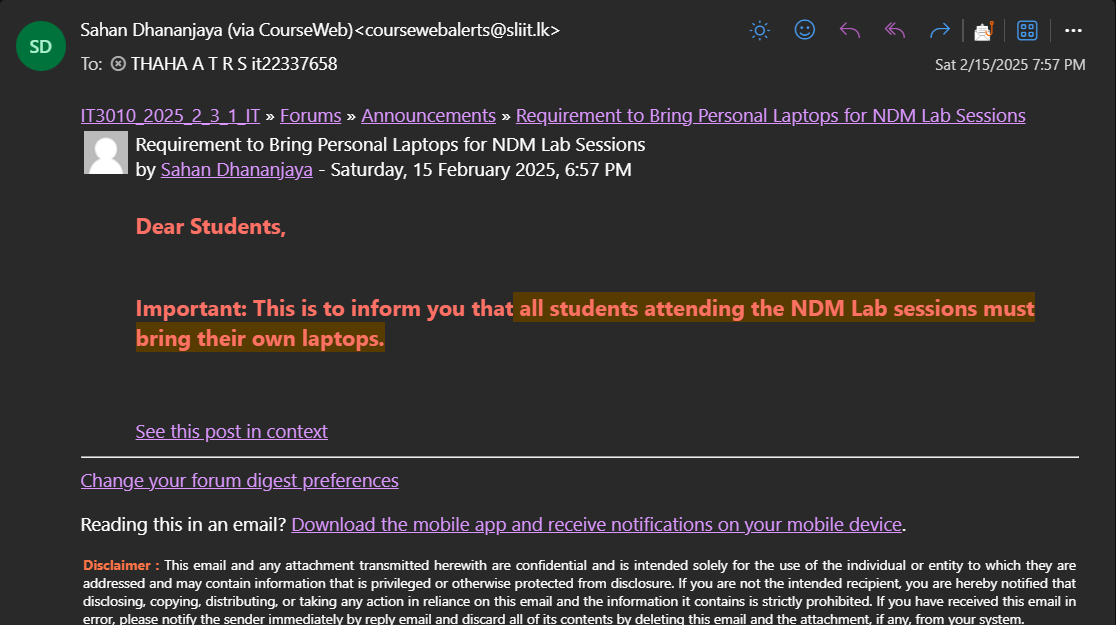 SD
Sahan Dhananjaya (via CourseWeb)<coursewebalerts@sliit.lk>
To: THAHA A T R S it22337658
Sat 2/15/2025 7:57 PM
IT3010_2025_2_3_1_IT » Forums » Announcements » Requirement to Bring Personal Laptops for NDM Lab Sessions
Requirement to Bring Personal Laptops for NDM Lab Sessions
by Sahan Dhananjaya - Saturday, 15 February 2025, 6:57 PM
Dear Students,
Important: This is to inform you that all students attending the NDM Lab sessions must
bring their own laptops.
See this post in context
Change your forum digest preferences
Reading this in an email? Download the mobile app and receive notifications on your mobile device.
Disclaimer : This email and any attachment transmitted herewith are confidential and is intended solely for the use of the individual or entity to which they are
addressed and may contain information that is privileged or otherwise protected from disclosure. If you are not the intended recipient, you are hereby notified that
disclosing, copying, distributing, or taking any action in reliance on this email and the information it contains is strictly prohibited. If you have received this email in
error, please notify the sender immediately by reply email and discard all of its contents by deleting this email and the attachment, if any, from your system.